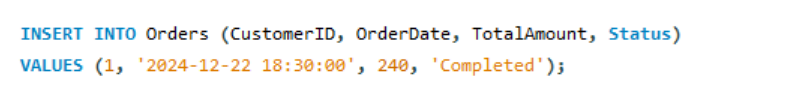 INSERT INTO Orders (CustomerID, OrderDate, TotalAmount, Status)
VALUES (1, '2024-12-22 18:30:00', 240, 'Completed');